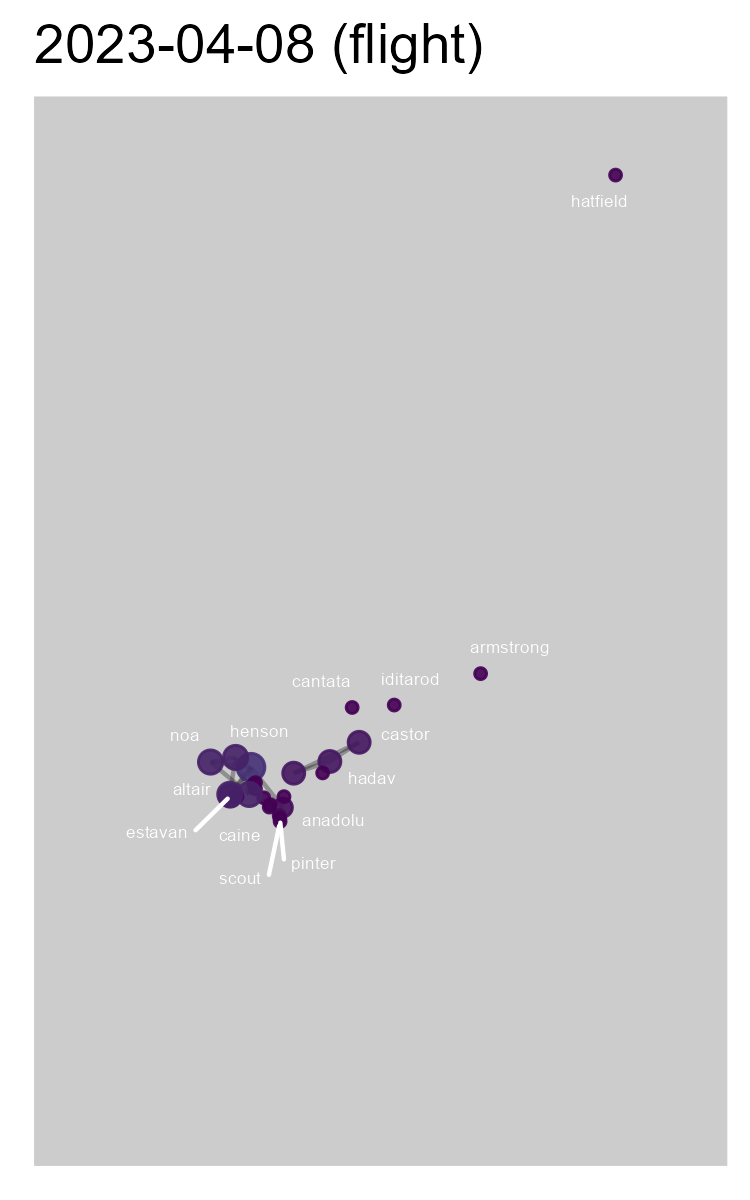 2023-04-08 (flight)
hatfield
armstrong
cantata
iditarod
noa
henson
castor
hadav
altair
estavan
caine
anadolu
pinter
scout